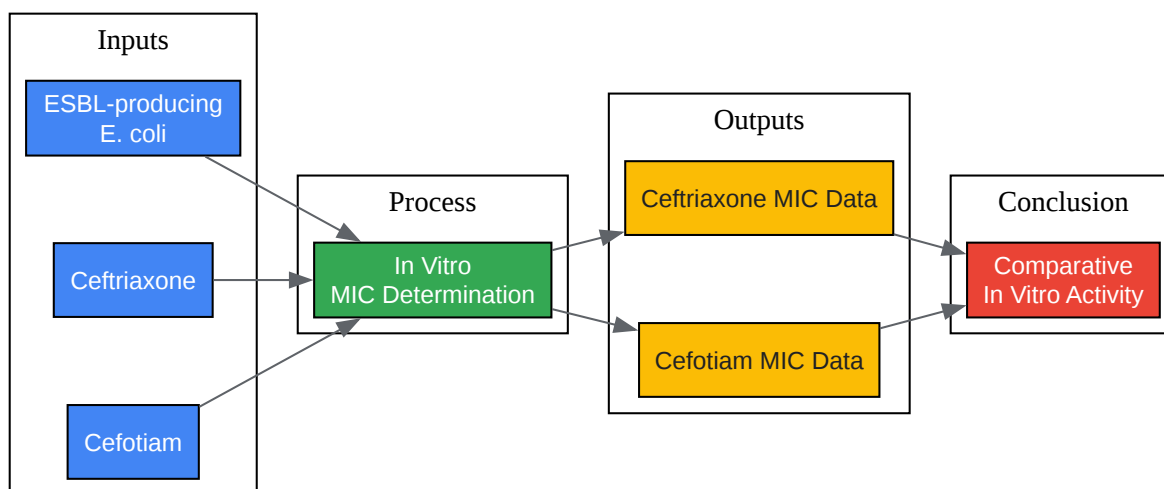 Inputs
ESBL-producing
E. coli
Ceftriaxone
Cefotiam
Process
In Vitro
MIC Determination
Outputs
Ceftriaxone MIC Data
Cefotiam MIC Data
Conclusion
Comparative
In Vitro Activity